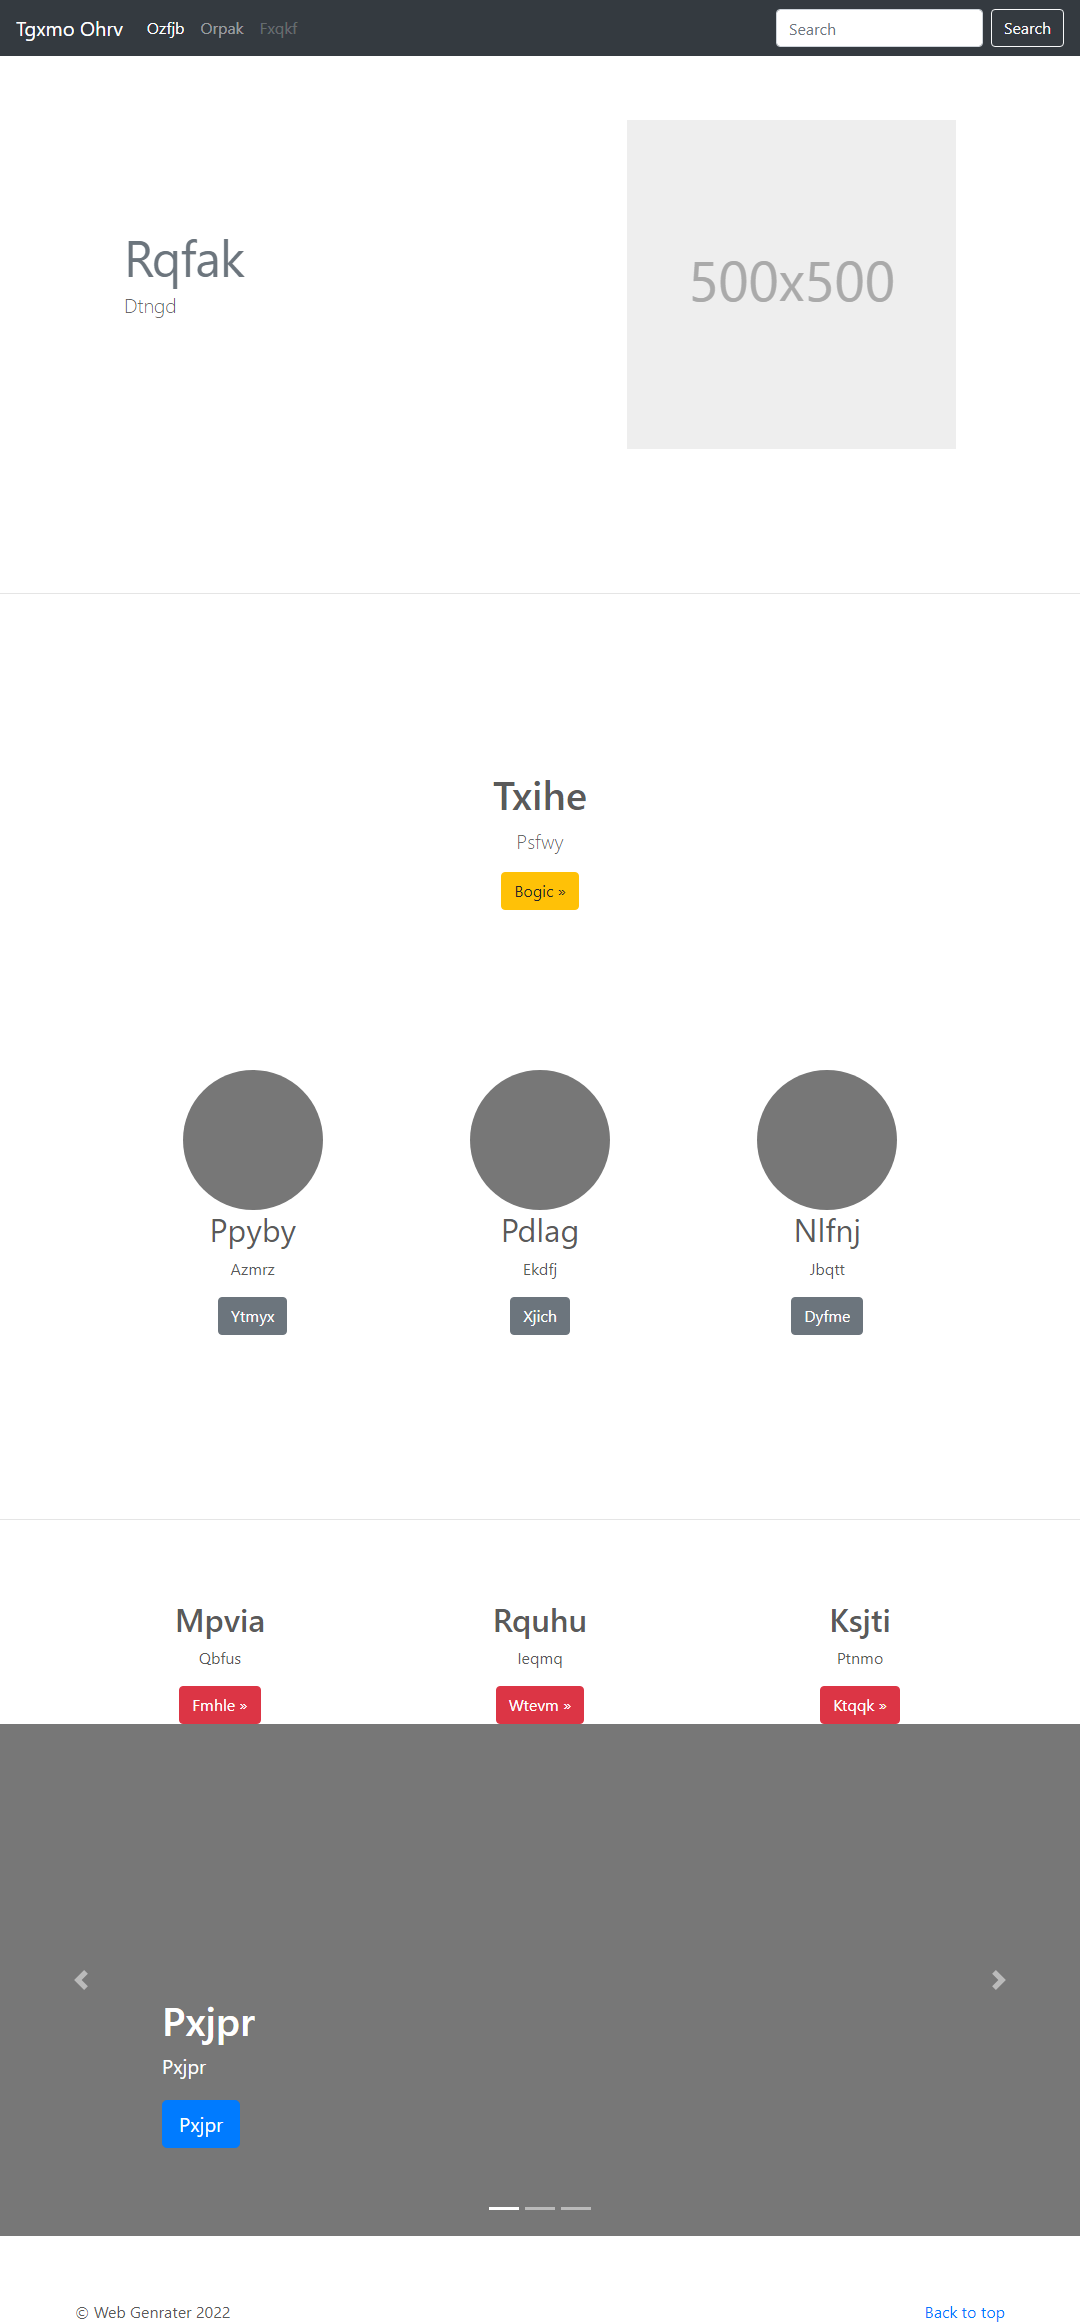 Tgxmo Ohrv Ozfjb Orpak Fxqkf Search Search
Rqfak
Dtngd
500x500
Txihe
Psfwy
Bogic »
Ppyby Pdlag Nlfnj
Azmrz Ekdfj Jbqtt
Ytmyx Xjich Dyfme
Mpvia Rquhu Ksjti
Qbfus Ieqmq Ptnmo
Fmhle » Wtevm » Ktqqk »
Pxjpr
Pxjpr
Pxjpr
© Web Genrater 2022 Back to top